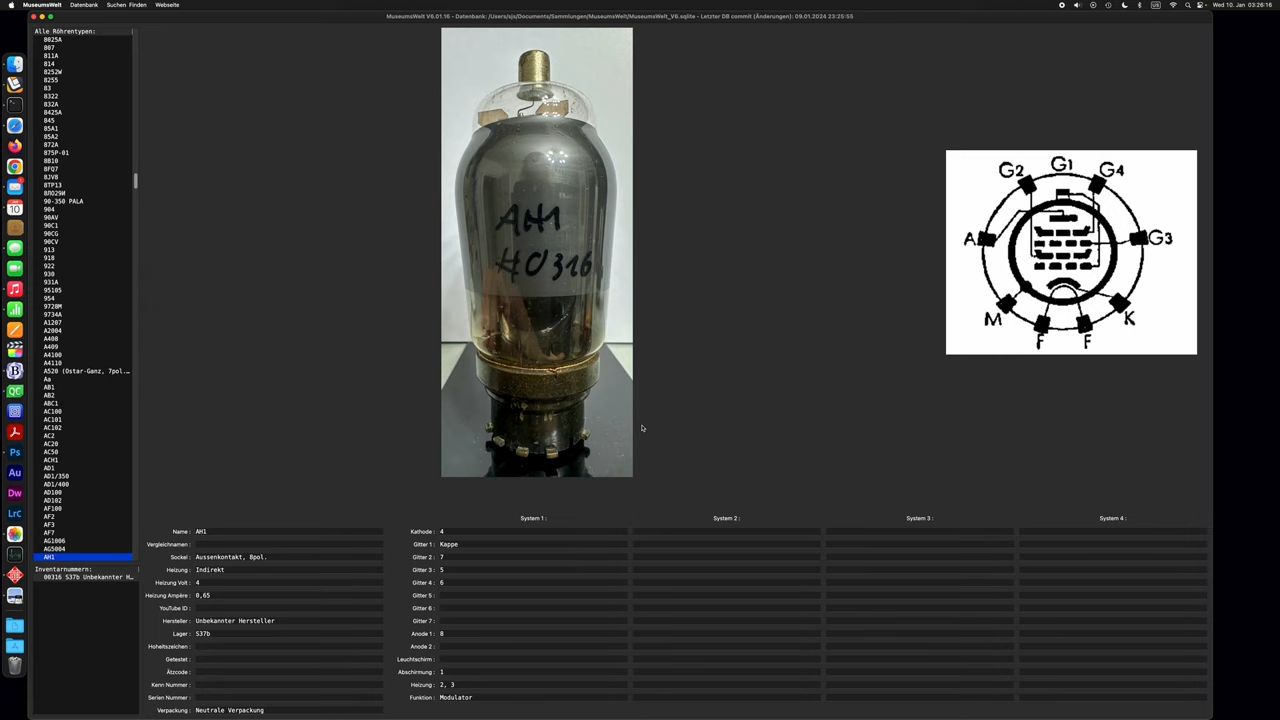 MuseumsWelt Datenbank Suchen Finden Webseite
US
Wed 10. Jan. 03:26:16
MuseumsWelt V6.01.16 - Datenbank: /Users/sjs/Documents/Sammlungen/MuseumsWelt/MuseumsWelt_V6.sqlite - Letzter DB commit (Änderungen): 09.01.2024 23:25:55
Alle Röhrentypen:
8025A
807
811A
814
8252W
8255
83
8322
832A
8425A
845
85A1
85A2
872A
875P-01
8B10
8FQ7
8JV8
8TP13
8ЛО29И
90-350 PALA
904
90AV
90C1
90CG
90CV
913
918
922
930
931A
95105
954
9728M
9734A
A1207
A2004
A408
A409
A4100
A4110
A520 (Ostar-Ganz, 7pol...
Aa
AB1
AB2
ABC1
AC100
AC101
AC102
AC2
AC20
AC50
ACH1
AD1
AD1/350
AD1/400
AD100
AD102
AF100
AF2
AF3
AF7
AG1006
AG5004
AH1
Inventarnummern:
00316 S37b Unbekannter H...
10
QC
Ps
Au
Dw
LrC
AH1
H0316
G1
G2
G4
A
G3
M
K
F
F
System 1 :
System 2 :
System 3 :
System 4 :
Name : AH1
Vergleichnamen :
Sockel : Aussenkontakt, 8pol.
Heizung : Indirekt
Heizung Volt : 4
Heizung Ampère : 0,65
YouTube ID :
Hersteller : Unbekannter Hersteller
Lager : S37b
Hoheitszeichen :
Getestet :
Ätzcode :
Kenn Nummer :
Serien Nummer :
Verpackung : Neutrale Verpackung
Kathode : 4
Gitter 1 : Kappe
Gitter 2 : 7
Gitter 3 : 5
Gitter 4 : 6
Gitter 5 :
Gitter 6 :
Gitter 7 :
Anode 1 : 8
Anode 2 :
Leuchtschirm :
Abschirmung : 1
Heizung : 2, 3
Funktion : Modulator